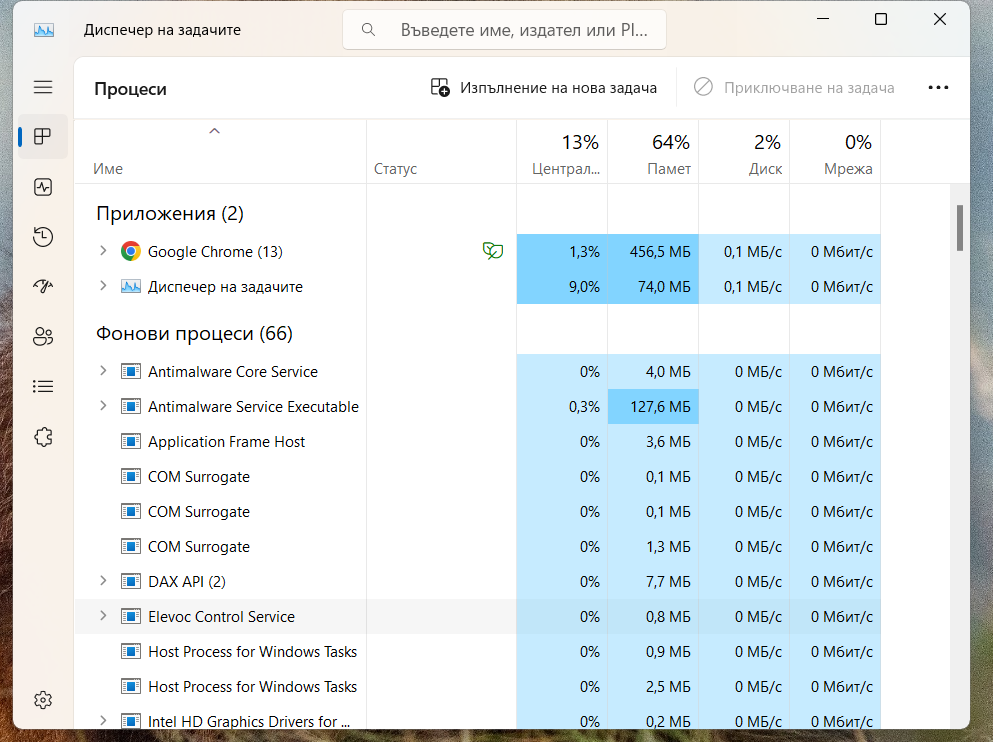 Диспечер на задачите
Въведете име, издател или PI...
Процеси
Изпълнение на нова задача
Приключване на задача
13% 64% 2% 0%
Име Статус Централ... Памет Диск Мрежа
Приложения (2)
Google Chrome (13) 1,3% 456,5 МБ 0,1 МБ/с 0 Мбит/с
Диспечер на задачите 9,0% 74,0 МБ 0,1 МБ/с 0 Мбит/с
Фонови процеси (66)
Antimalware Core Service 0% 4,0 МБ 0 МБ/с 0 Мбит/с
Antimalware Service Executable 0,3% 127,6 МБ 0 МБ/с 0 Мбит/с
Application Frame Host 0% 3,6 МБ 0 МБ/с 0 Мбит/с
COM Surrogate 0% 0,1 МБ 0 МБ/с 0 Мбит/с
COM Surrogate 0% 0,1 МБ 0 МБ/с 0 Мбит/с
COM Surrogate 0% 1,3 МБ 0 МБ/с 0 Мбит/с
DAX API (2) 0% 7,7 МБ 0 МБ/с 0 Мбит/с
Elevoc Control Service 0% 0,8 МБ 0 МБ/с 0 Мбит/с
Host Process for Windows Tasks 0% 0,9 МБ 0 МБ/с 0 Мбит/с
Host Process for Windows Tasks 0% 2,5 МБ 0 МБ/с 0 Мбит/с
Intel HD Graphics Drivers for ... 0% 0,2 МБ 0 МБ/с 0 Мбит/с